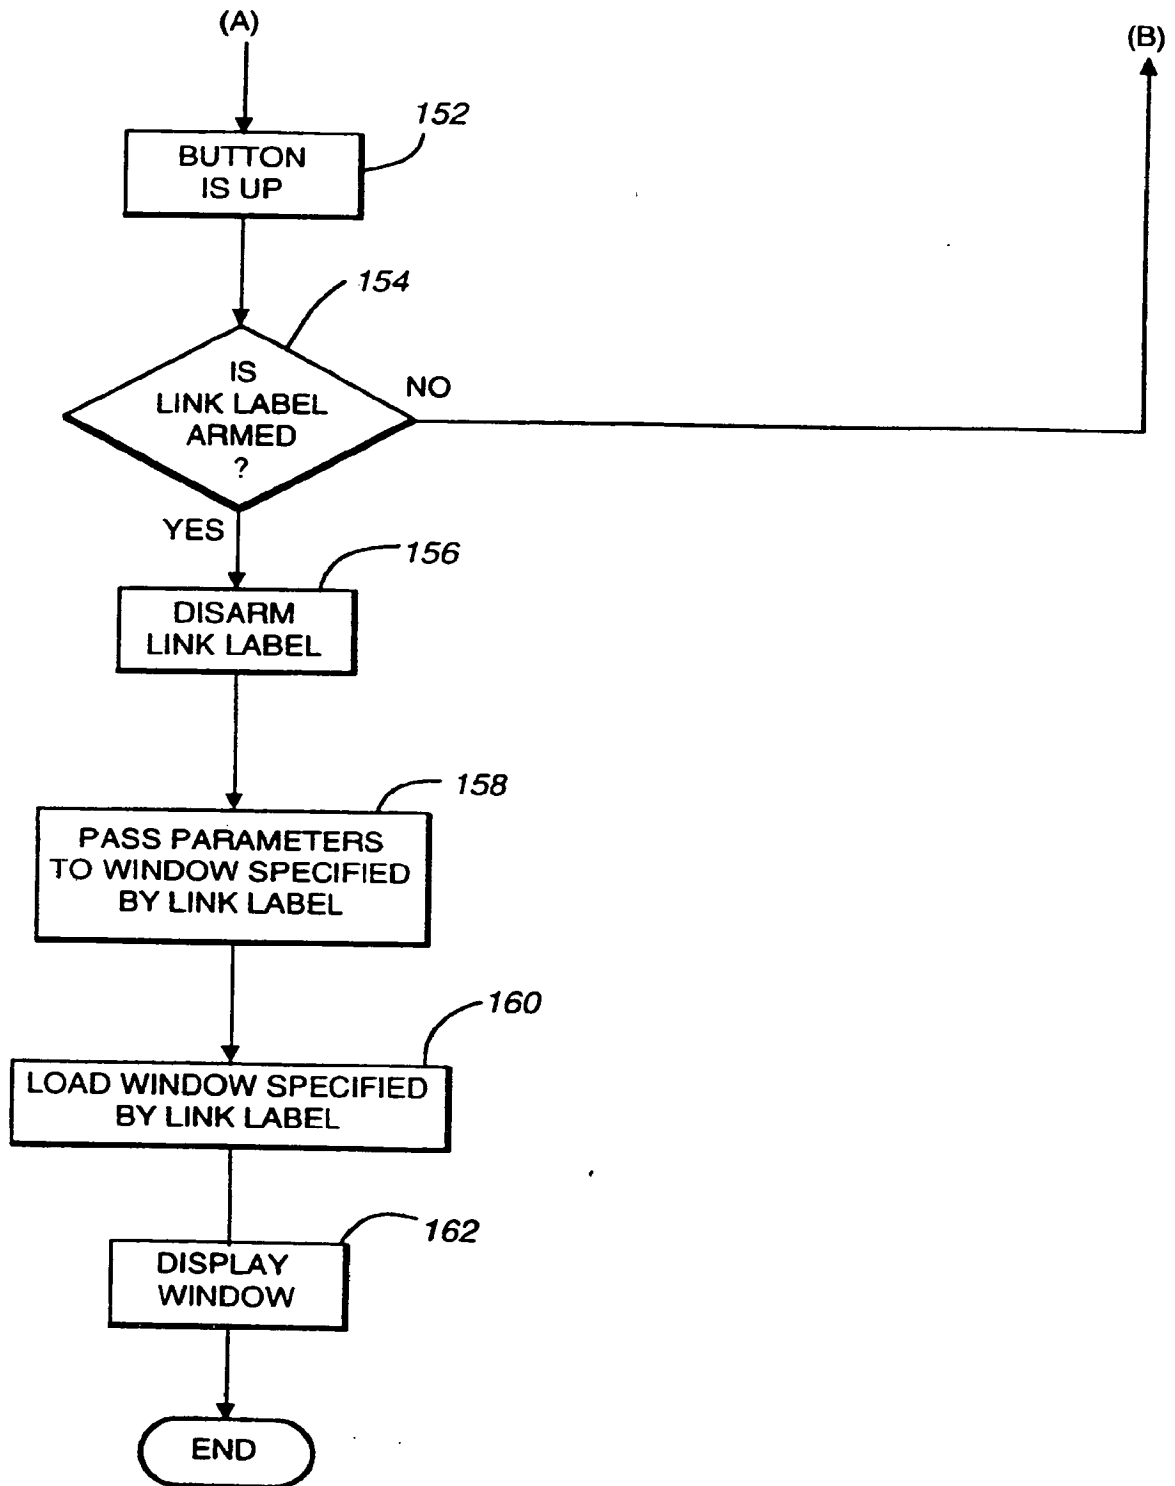 (A)
(B)
152
BUTTON
IS UP
154
IS
LINK LABEL
ARMED
?
NO
YES
156
DISARM
LINK LABEL
158
PASS PARAMETERS
TO WINDOW SPECIFIED
BY LINK LABEL
160
LOAD WINDOW SPECIFIED
BY LINK LABEL
162
DISPLAY
WINDOW
END